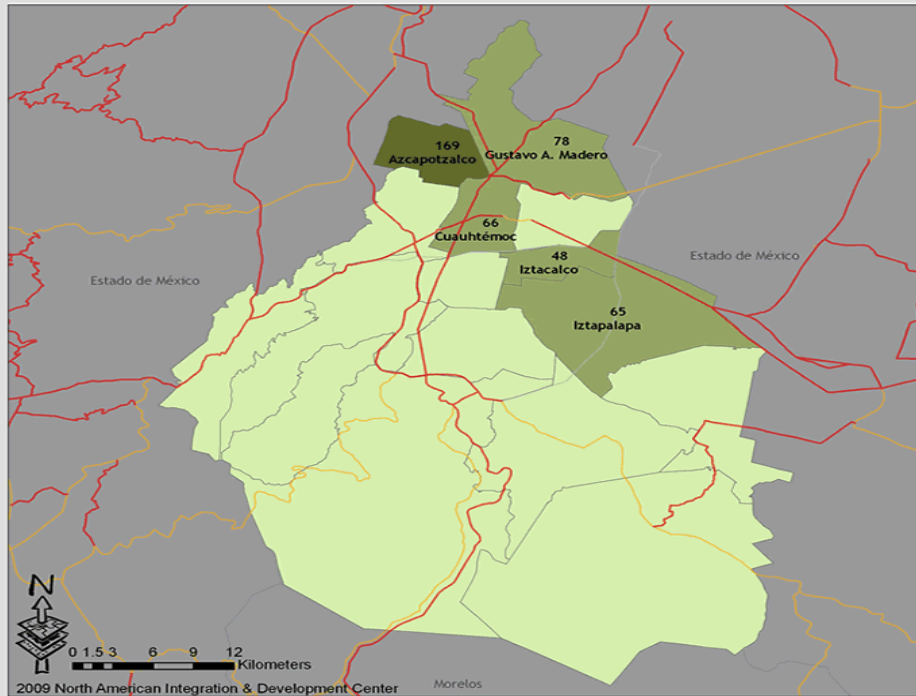 169
Azcapotzalco
78
Gustavo A. Madero
66
Cuauhtémoc
48
Iztacalco
65
Iztapalapa
Estado de México
Estado de México
N
0 1.5 3 6 9 12
Kilometers
2009 North American Integration & Development Center
Morelos